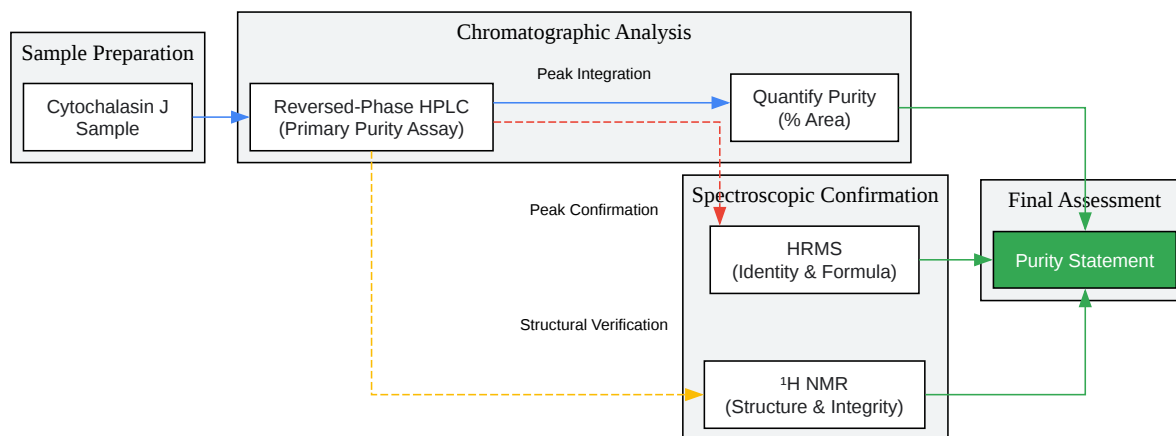 Chromatographic Analysis
Sample Preparation
Peak Integration
Cytochalasin J
Sample
Reversed-Phase HPLC
(Primary Purity Assay)
Quantify Purity
(% Area)
Spectroscopic Confirmation
Final Assessment
Peak Confirmation
HRMS
(Identity & Formula)
Purity Statement
Structural Verification
¹H NMR
(Structure & Integrity)